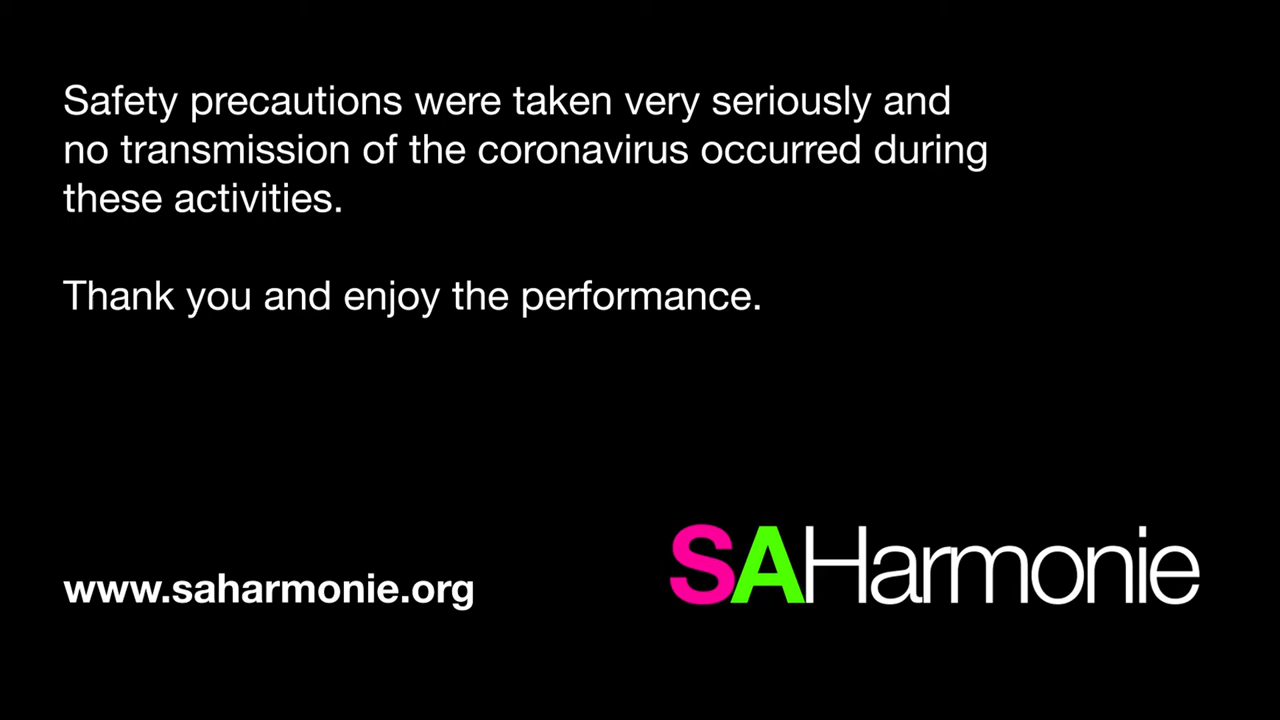 Safety precautions were taken very seriously and
no transmission of the coronavirus occurred during
these activities.
Thank you and enjoy the performance.
www.saharmonie.org
SAHarmonie